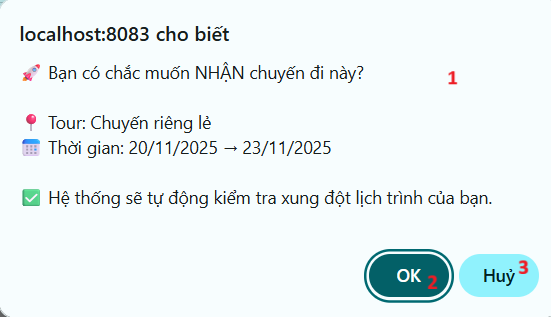 localhost:8083 cho biết
🚀 Bạn có chắc muốn NHẬN chuyến đi này? 1
📍 Tour: Chuyến riêng lẻ
📅 Thời gian: 20/11/2025 → 23/11/2025
✅ Hệ thống sẽ tự động kiểm tra xung đột lịch trình của bạn.
OK 2 Huỷ 3